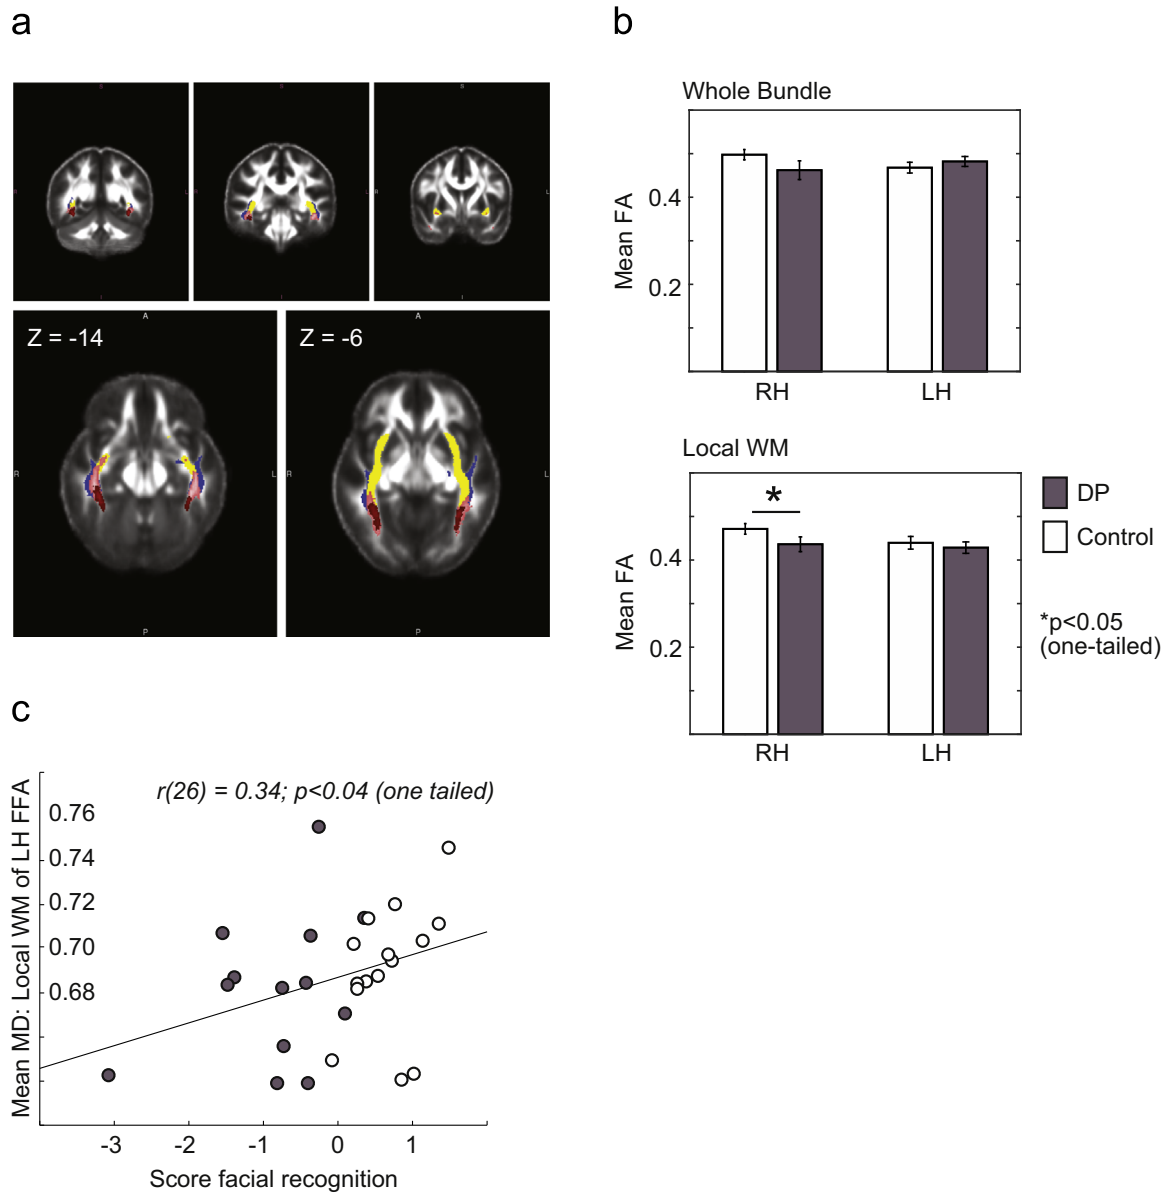 a
b
S
S
S
R
L
R
L
R
L
I
I
I
Z = -14
A
R
L
P
Z = -6
A
R
L
P
Whole Bundle
Mean FA
0.4
0.2
RH
LH
Local WM
*
Mean FA
0.4
0.2
RH
LH
DP
Control
*p<0.05
(one-tailed)
c
r(26) = 0.34; p<0.04 (one tailed)
Mean MD: Local WM of LH FFA
0.76
0.74
0.72
0.70
0.68
-3
-2
-1
0
1
Score facial recognition